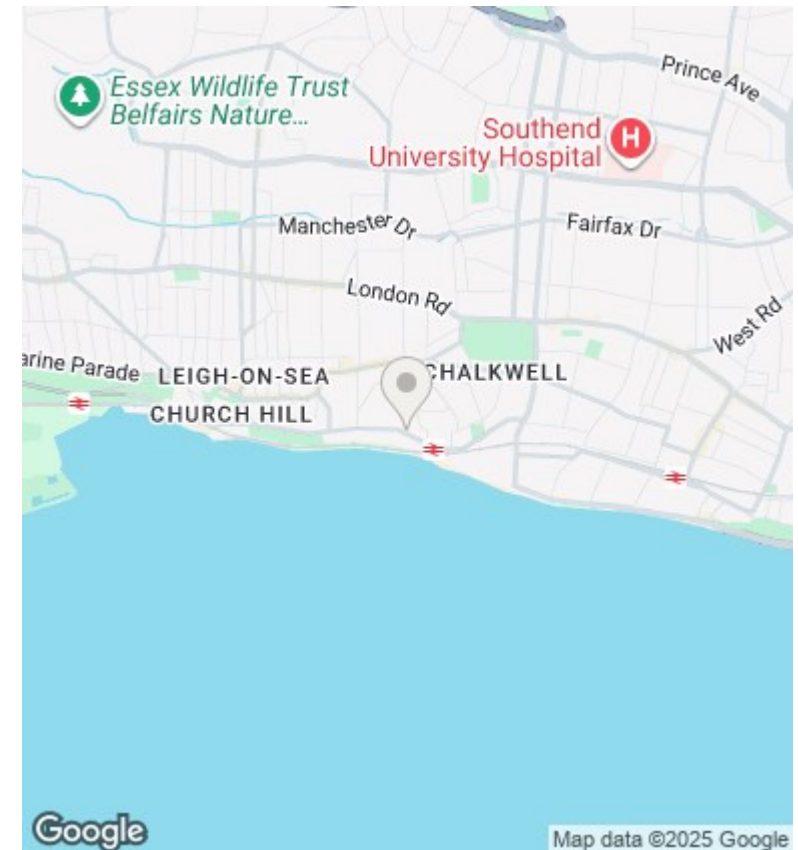 Prince Ave
Essex Wildlife Trust
Belfairs Nature...
Southend
University Hospital
H
Manchester Dr
Fairfax Dr
London Rd
West Rd
arine Parade
LEIGH-ON-SEA
CHALKWELL
CHURCH HILL
Google
Map data ©2025 Google